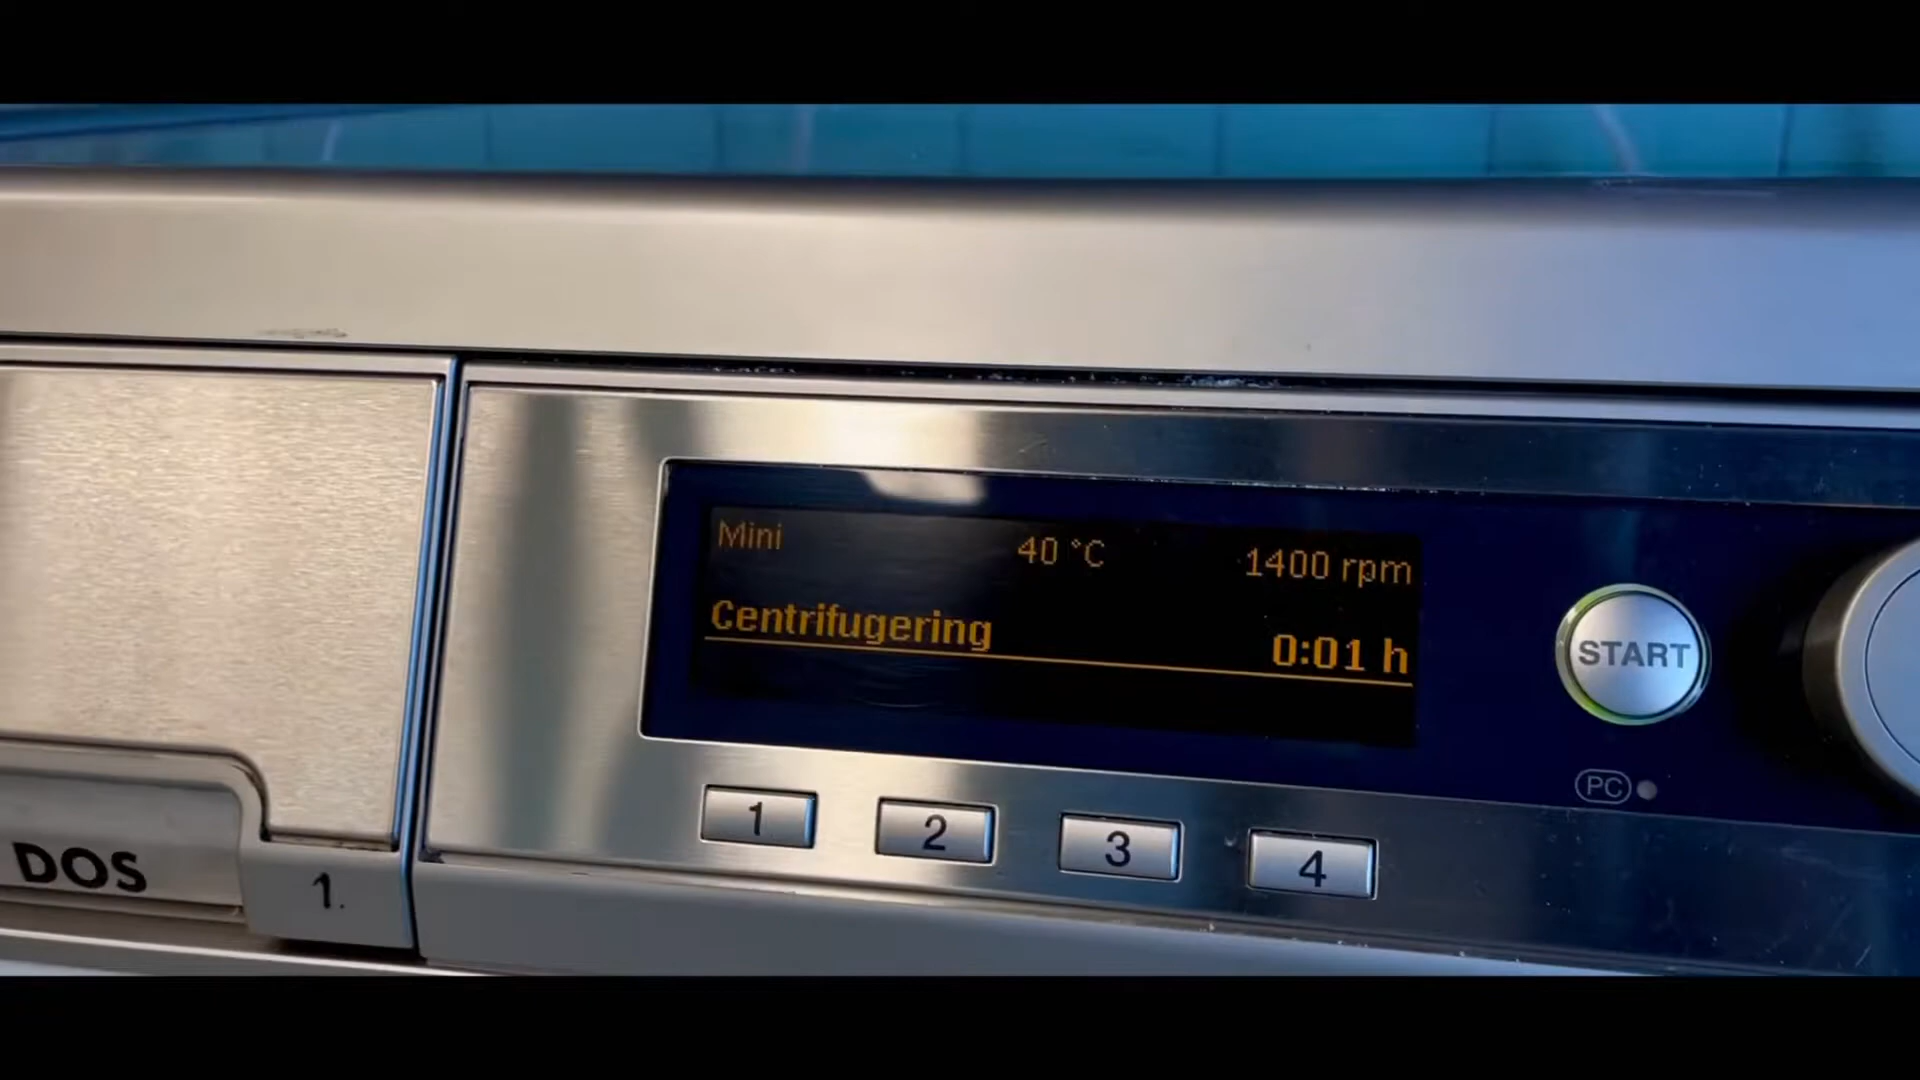 Mini 40 °C 1400 rpm
Centrifugering 0:01 h
START
PC
1 2 3 4
DOS
1.